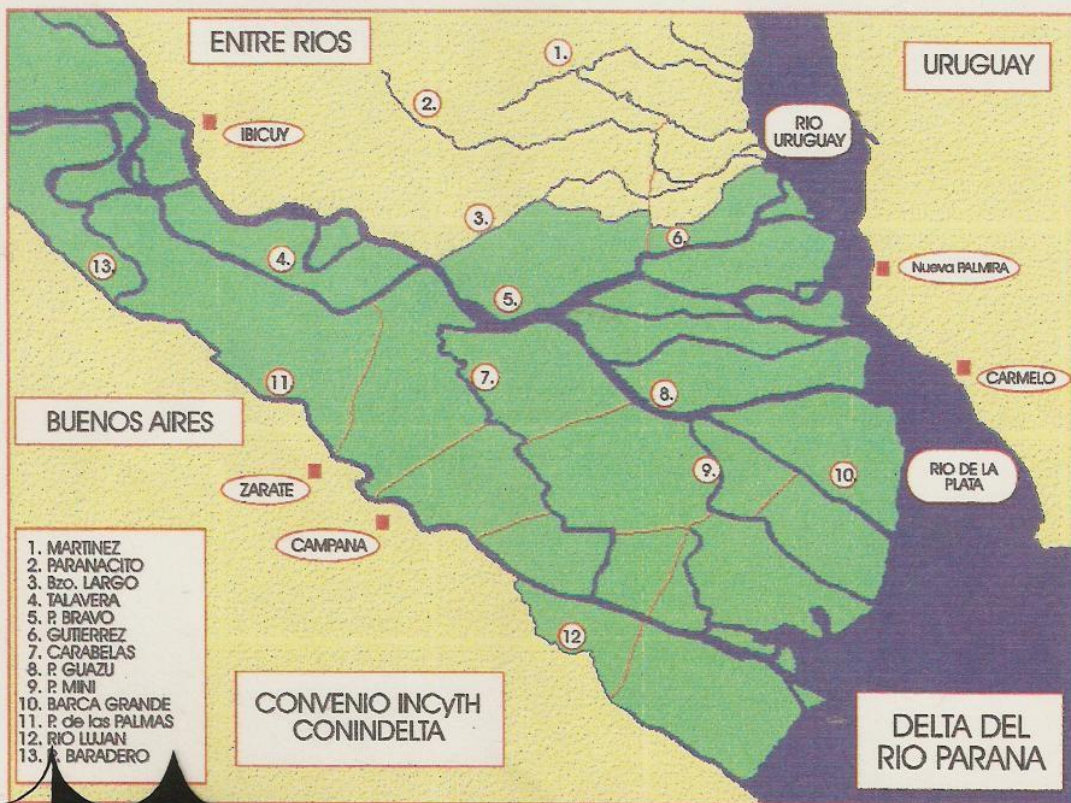 ENTRE RIOS
URUGUAY
1.
2.
IBICUY
RIO
URUGUAY
3.
6.
13.
4.
Nueva PALMIRA
5.
11.
7.
8.
CARMELO
BUENOS AIRES
9.
10.
RIO DE LA
PLATA
ZARATE
CAMPANA
12
1. MARTINEZ
2. PARANACITO
3. Bzo. LARGO
4. TALAVERA
5. P. BRAVO
6. GUTIERREZ
7. CARABELAS
8. P. GUAZU
9. P. MINI
10. BARCA GRANDE
11. P. de las PALMAS
12. RIO LUJAN
13. R. BARADERO
CONVENIO INCyTH
CONINDELTA
DELTA DEL
RIO PARANA